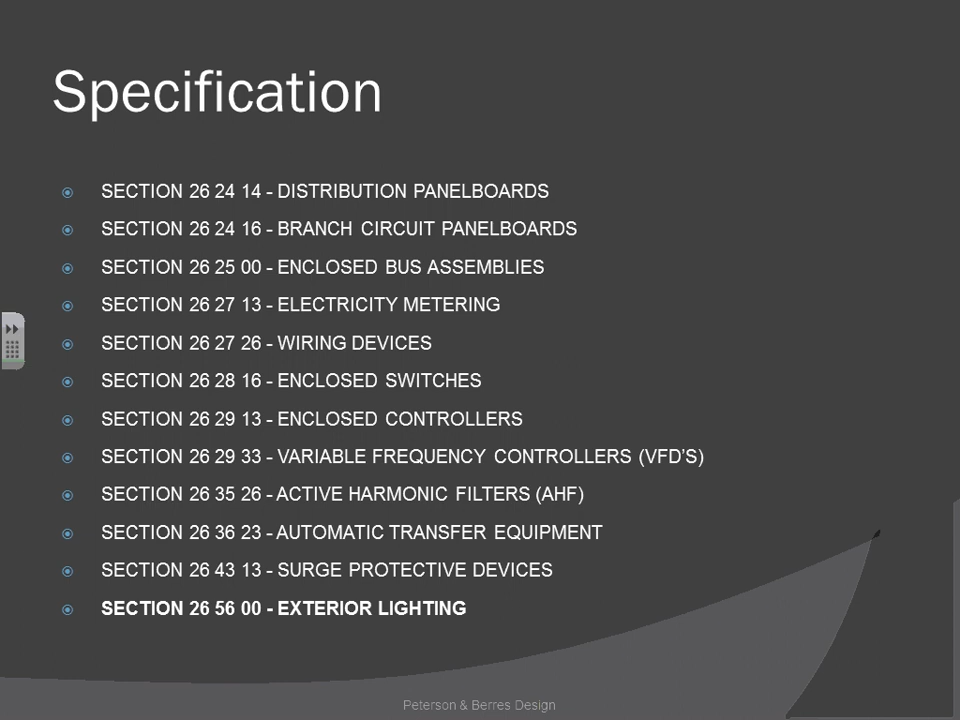 Specification
SECTION 26 24 14 - DISTRIBUTION PANELBOARDS
SECTION 26 24 16 - BRANCH CIRCUIT PANELBOARDS
SECTION 26 25 00 - ENCLOSED BUS ASSEMBLIES
SECTION 26 27 13 - ELECTRICITY METERING
SECTION 26 27 26 - WIRING DEVICES
SECTION 26 28 16 - ENCLOSED SWITCHES
SECTION 26 29 13 - ENCLOSED CONTROLLERS
SECTION 26 29 33 - VARIABLE FREQUENCY CONTROLLERS (VFD’S)
SECTION 26 35 26 - ACTIVE HARMONIC FILTERS (AHF)
SECTION 26 36 23 - AUTOMATIC TRANSFER EQUIPMENT
SECTION 26 43 13 - SURGE PROTECTIVE DEVICES
SECTION 26 56 00 - EXTERIOR LIGHTING
Peterson & Berres Design